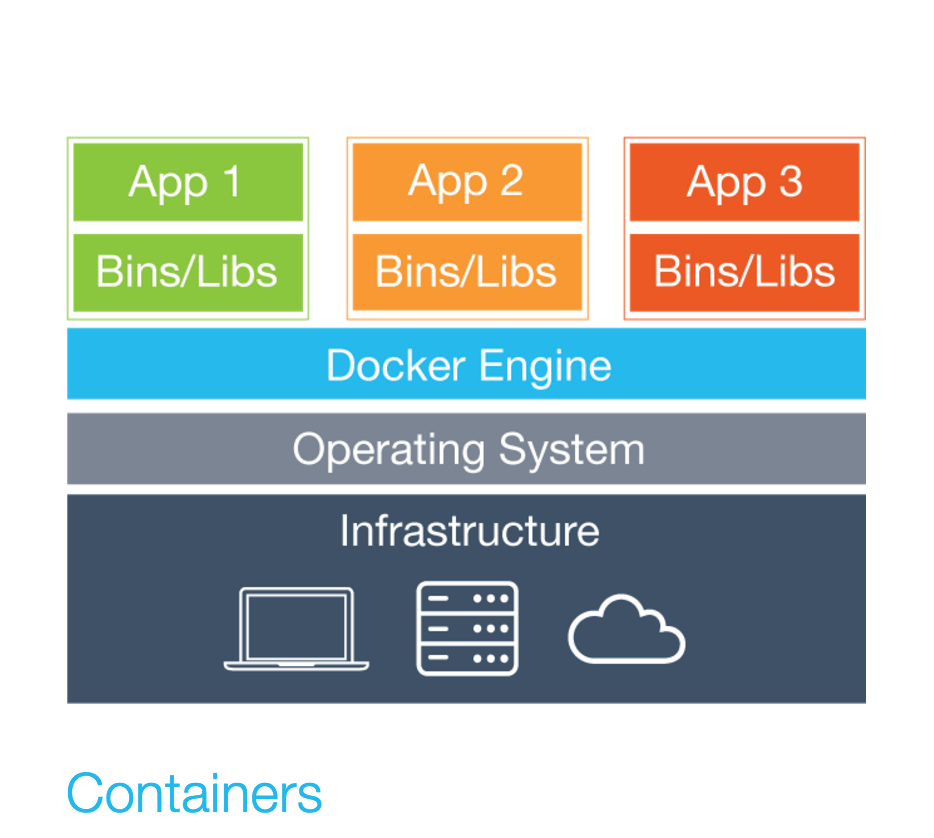 App 1
App 2
App 3
Bins/Libs
Bins/Libs
Bins/Libs
Docker Engine
Operating System
Infrastructure
Containers